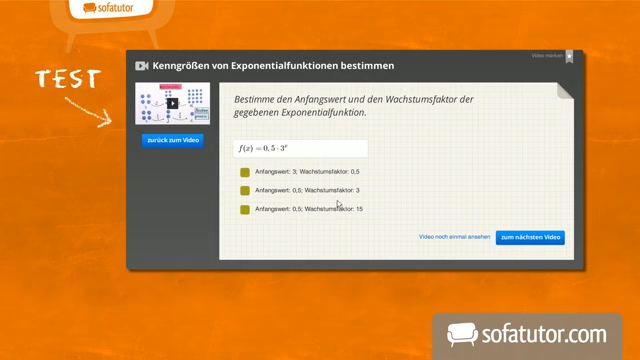 sofatutor
Video merken
Kenngrößen von Exponentialfunktionen bestimmen
TEST
zurück zum Video
Bestimme den Anfangswert und den Wachstumsfaktor der
gegebenen Exponentialfunktion.
f(x) = 0, 5 · 3ˣ
Anfangswert: 3; Wachstumsfaktor: 0,5
Anfangswert: 0,5; Wachstumsfaktor: 3
Anfangswert: 0,5; Wachstumsfaktor: 15
Video noch einmal ansehen
zum nächsten Video
sofatutor.com